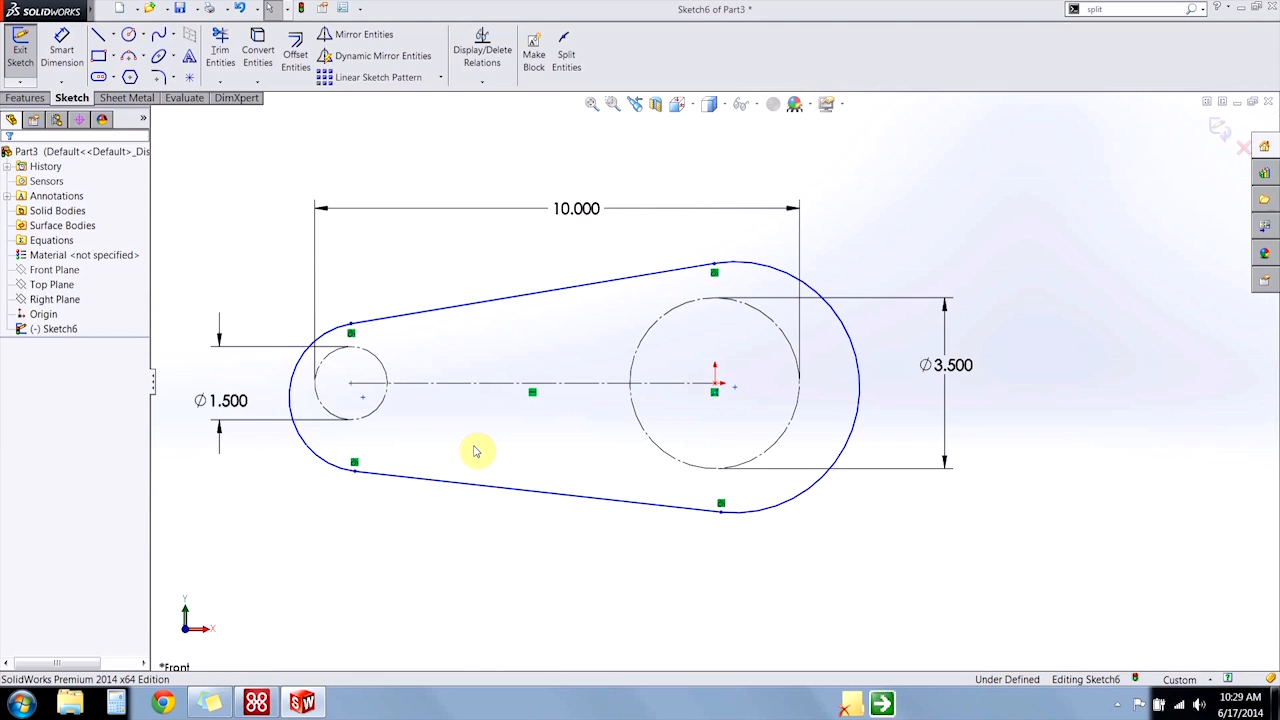 SOLIDWORKS
Sketch6 of Part3 *
split
Exit Sketch
Smart Dimension
Trim Entities
Convert Entities
Offset Entities
Mirror Entities
Dynamic Mirror Entities
Linear Sketch Pattern
Display/Delete Relations
Make Block
Split Entities
Features
Sketch
Sheet Metal
Evaluate
DimXpert
Part3 (Default<<Default>_Dis
History
Sensors
Annotations
Solid Bodies
Surface Bodies
Equations
Material <not specified>
Front Plane
Top Plane
Right Plane
Origin
(-) Sketch6
10.000
∅1.500
∅3.500
Y
X
*Front
SolidWorks Premium 2014 x64 Edition
Under Defined
Editing Sketch6
Custom
10:29 AM
6/17/2014